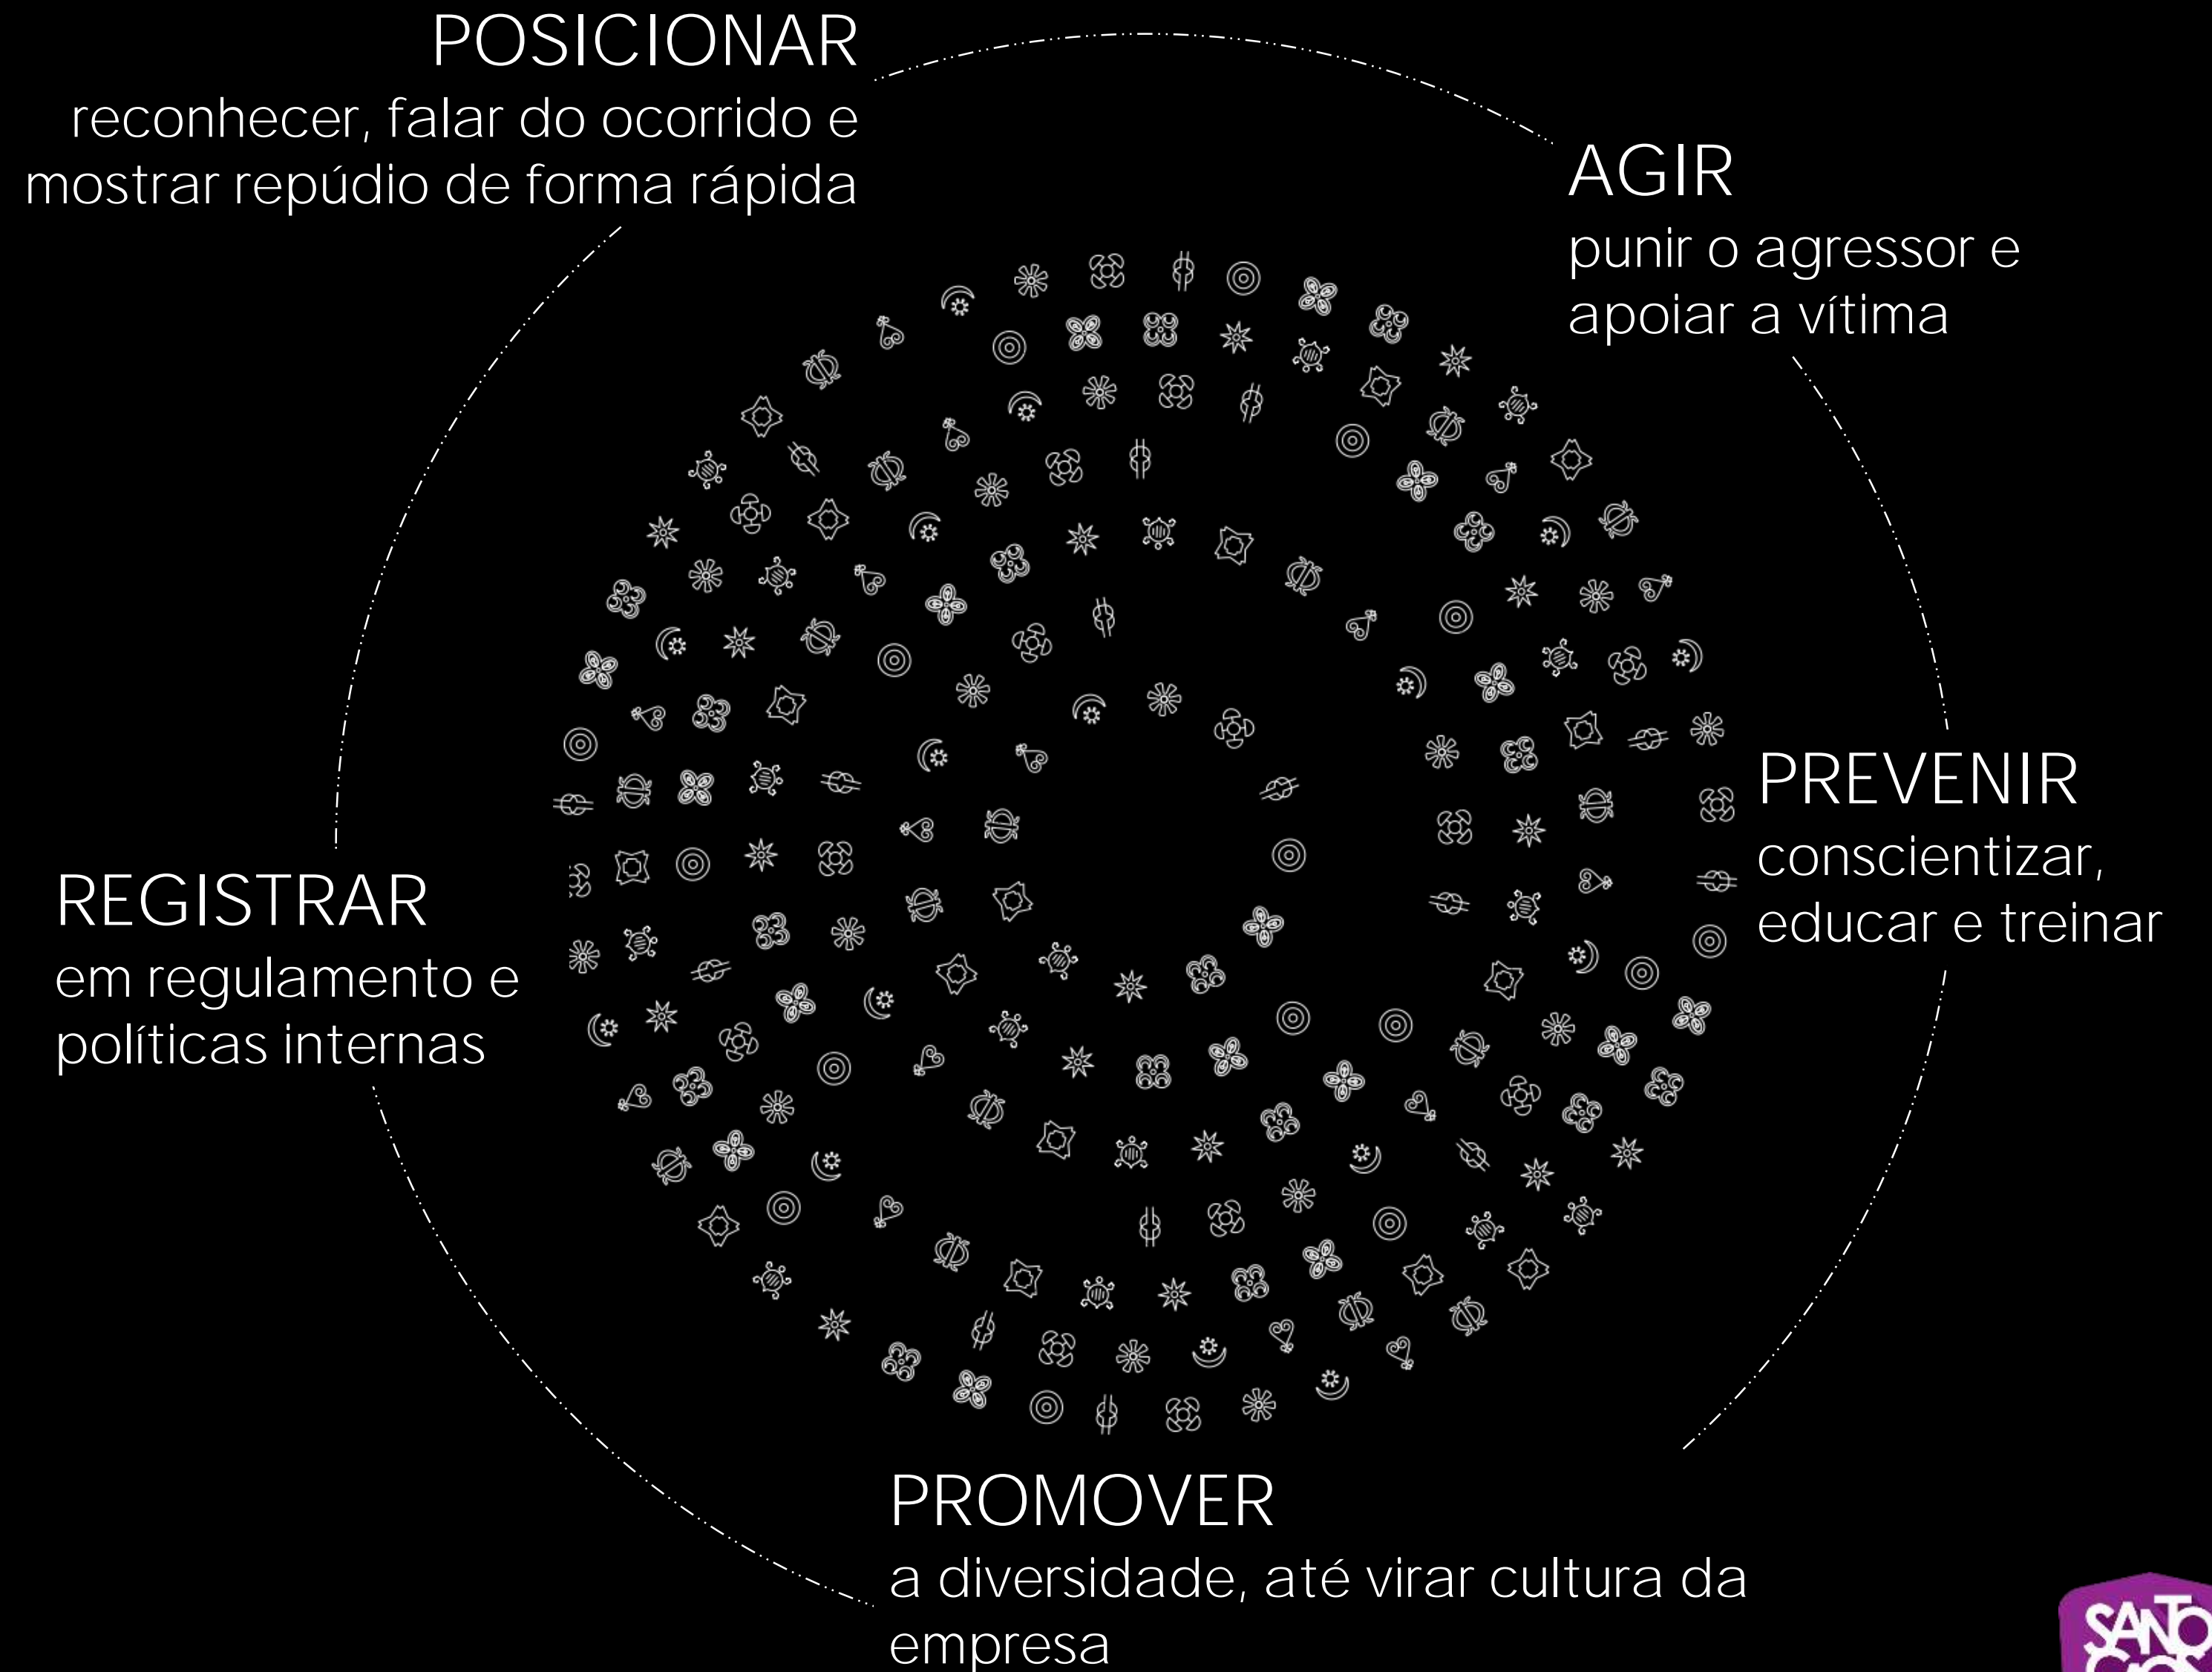 POSICIONAR
reconhecer, falar do ocorrido e
mostrar repúdio de forma rápida
AGIR
punir o agressor e
apoiar a vítima
PREVENIR
conscientizar,
educar e treinar
REGISTRAR
em regulamento e
políticas internas
PROMOVER
a diversidade, até virar cultura da
empresa
SANTO